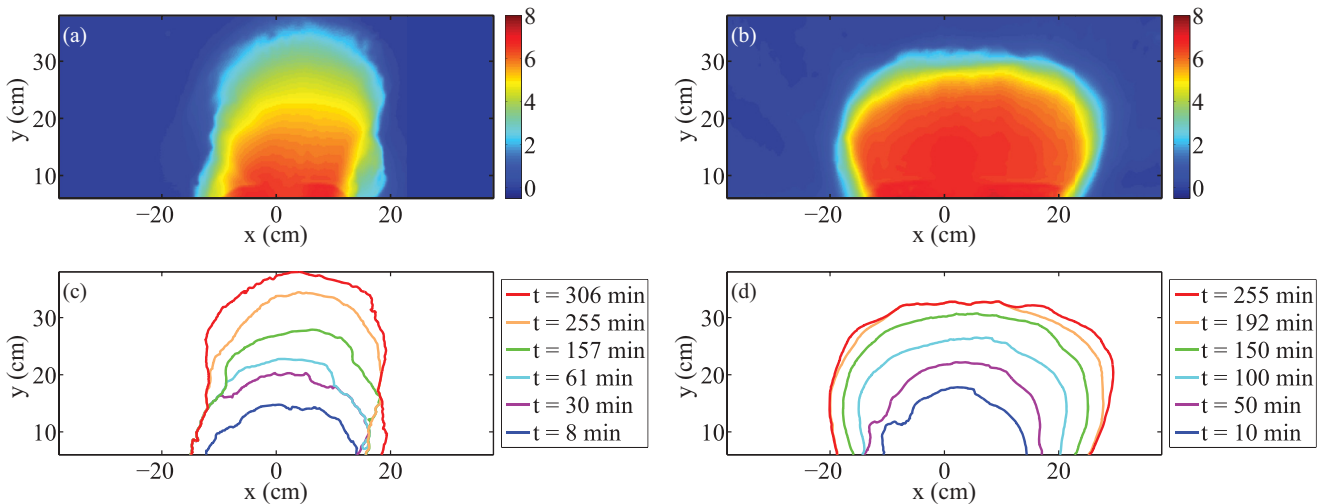 (a)
30
20
10
y (cm)
−20
0
20
x (cm)
8
6
4
2
0
(b)
30
20
10
y (cm)
−20
0
20
x (cm)
8
6
4
2
0
(c)
30
20
10
y (cm)
−20
0
20
x (cm)
t = 306 min
t = 255 min
t = 157 min
t = 61 min
t = 30 min
t = 8 min
(d)
30
20
10
y (cm)
−20
0
20
x (cm)
t = 255 min
t = 192 min
t = 150 min
t = 100 min
t = 50 min
t = 10 min